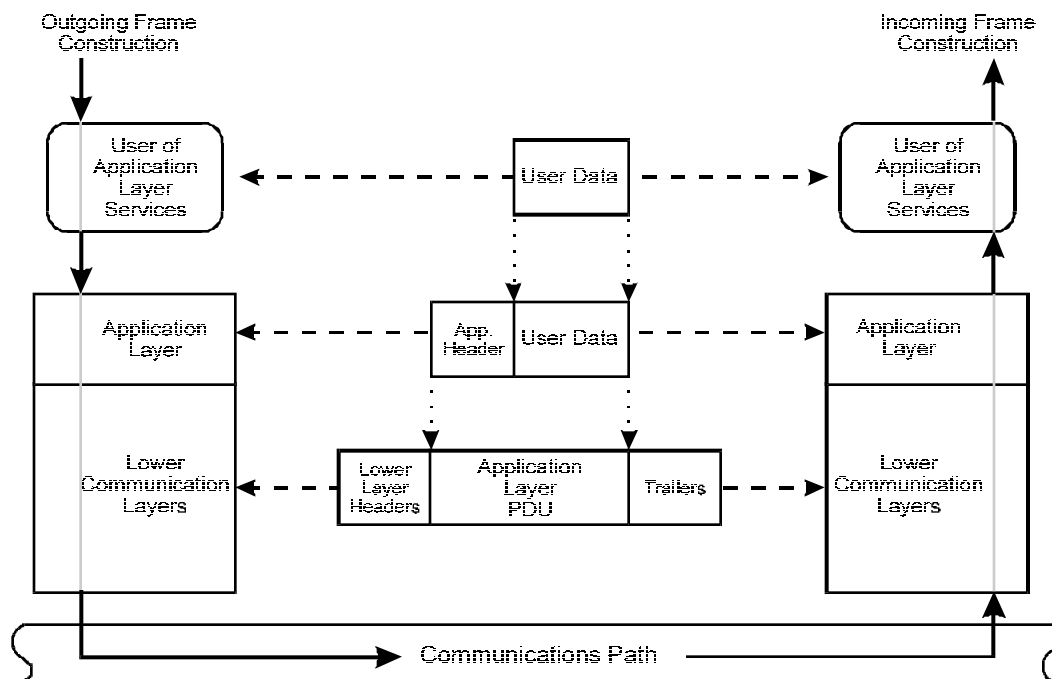 Outgoing Frame
Construction
Incoming Frame
Construction
User of
Application
Layer
Services
User Data
User of
Application
Layer
Services
Application
Layer
App.
Header
User Data
Application
Layer
Lower
Communication
Layers
Lower
Layer
Headers
Application
Layer
PDU
Trailers
Lower
Communication
Layers
Communications Path